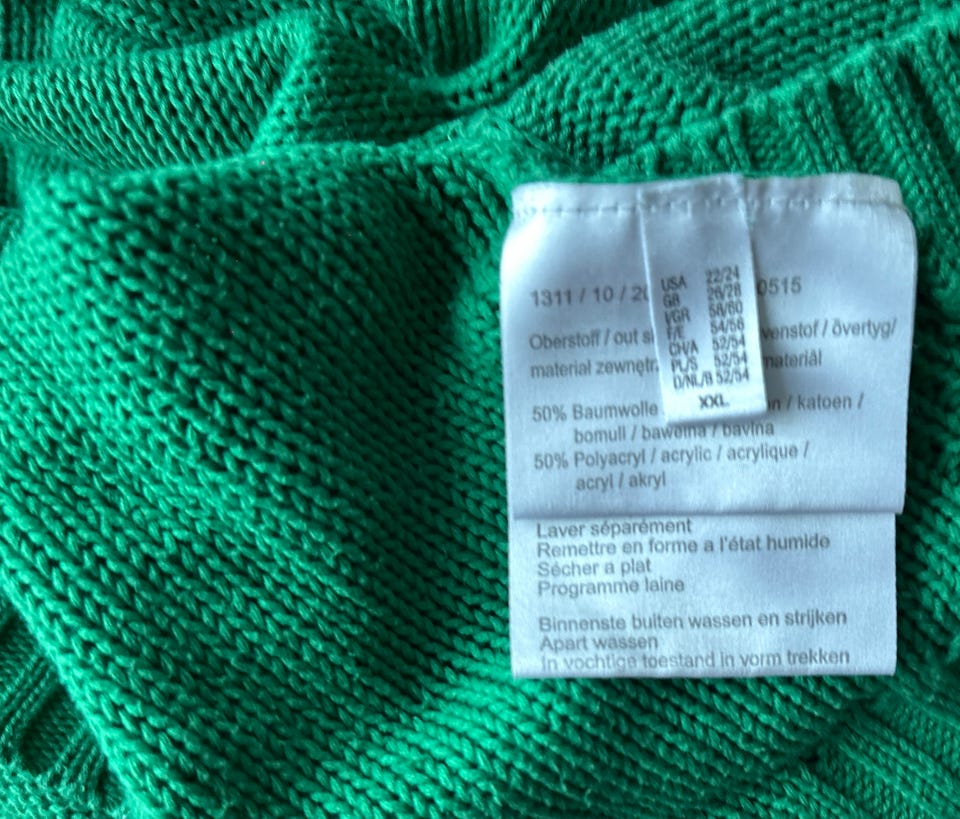 1311 / 10 / 20 0515
Oberstoff / out s venstof / övertyg/
material zewnętr materiál
50% Baumwolle n / katoen /
bomull / bawełna / bavlna
50% Polyacryl / acrylic / acrylique /
acryl / akryl
USA 22/24
GB 26/28
I/GR 58/60
F/E 54/56
CH/A 52/54
PL/S 52/54
D/NL/B 52/54
XXL
Laver séparément
Remettre en forme a l'état humide
Sécher a plat
Programme laine
Binnenste buiten wassen en strijken
Apart wassen
In vochtige toestand in vorm trekken